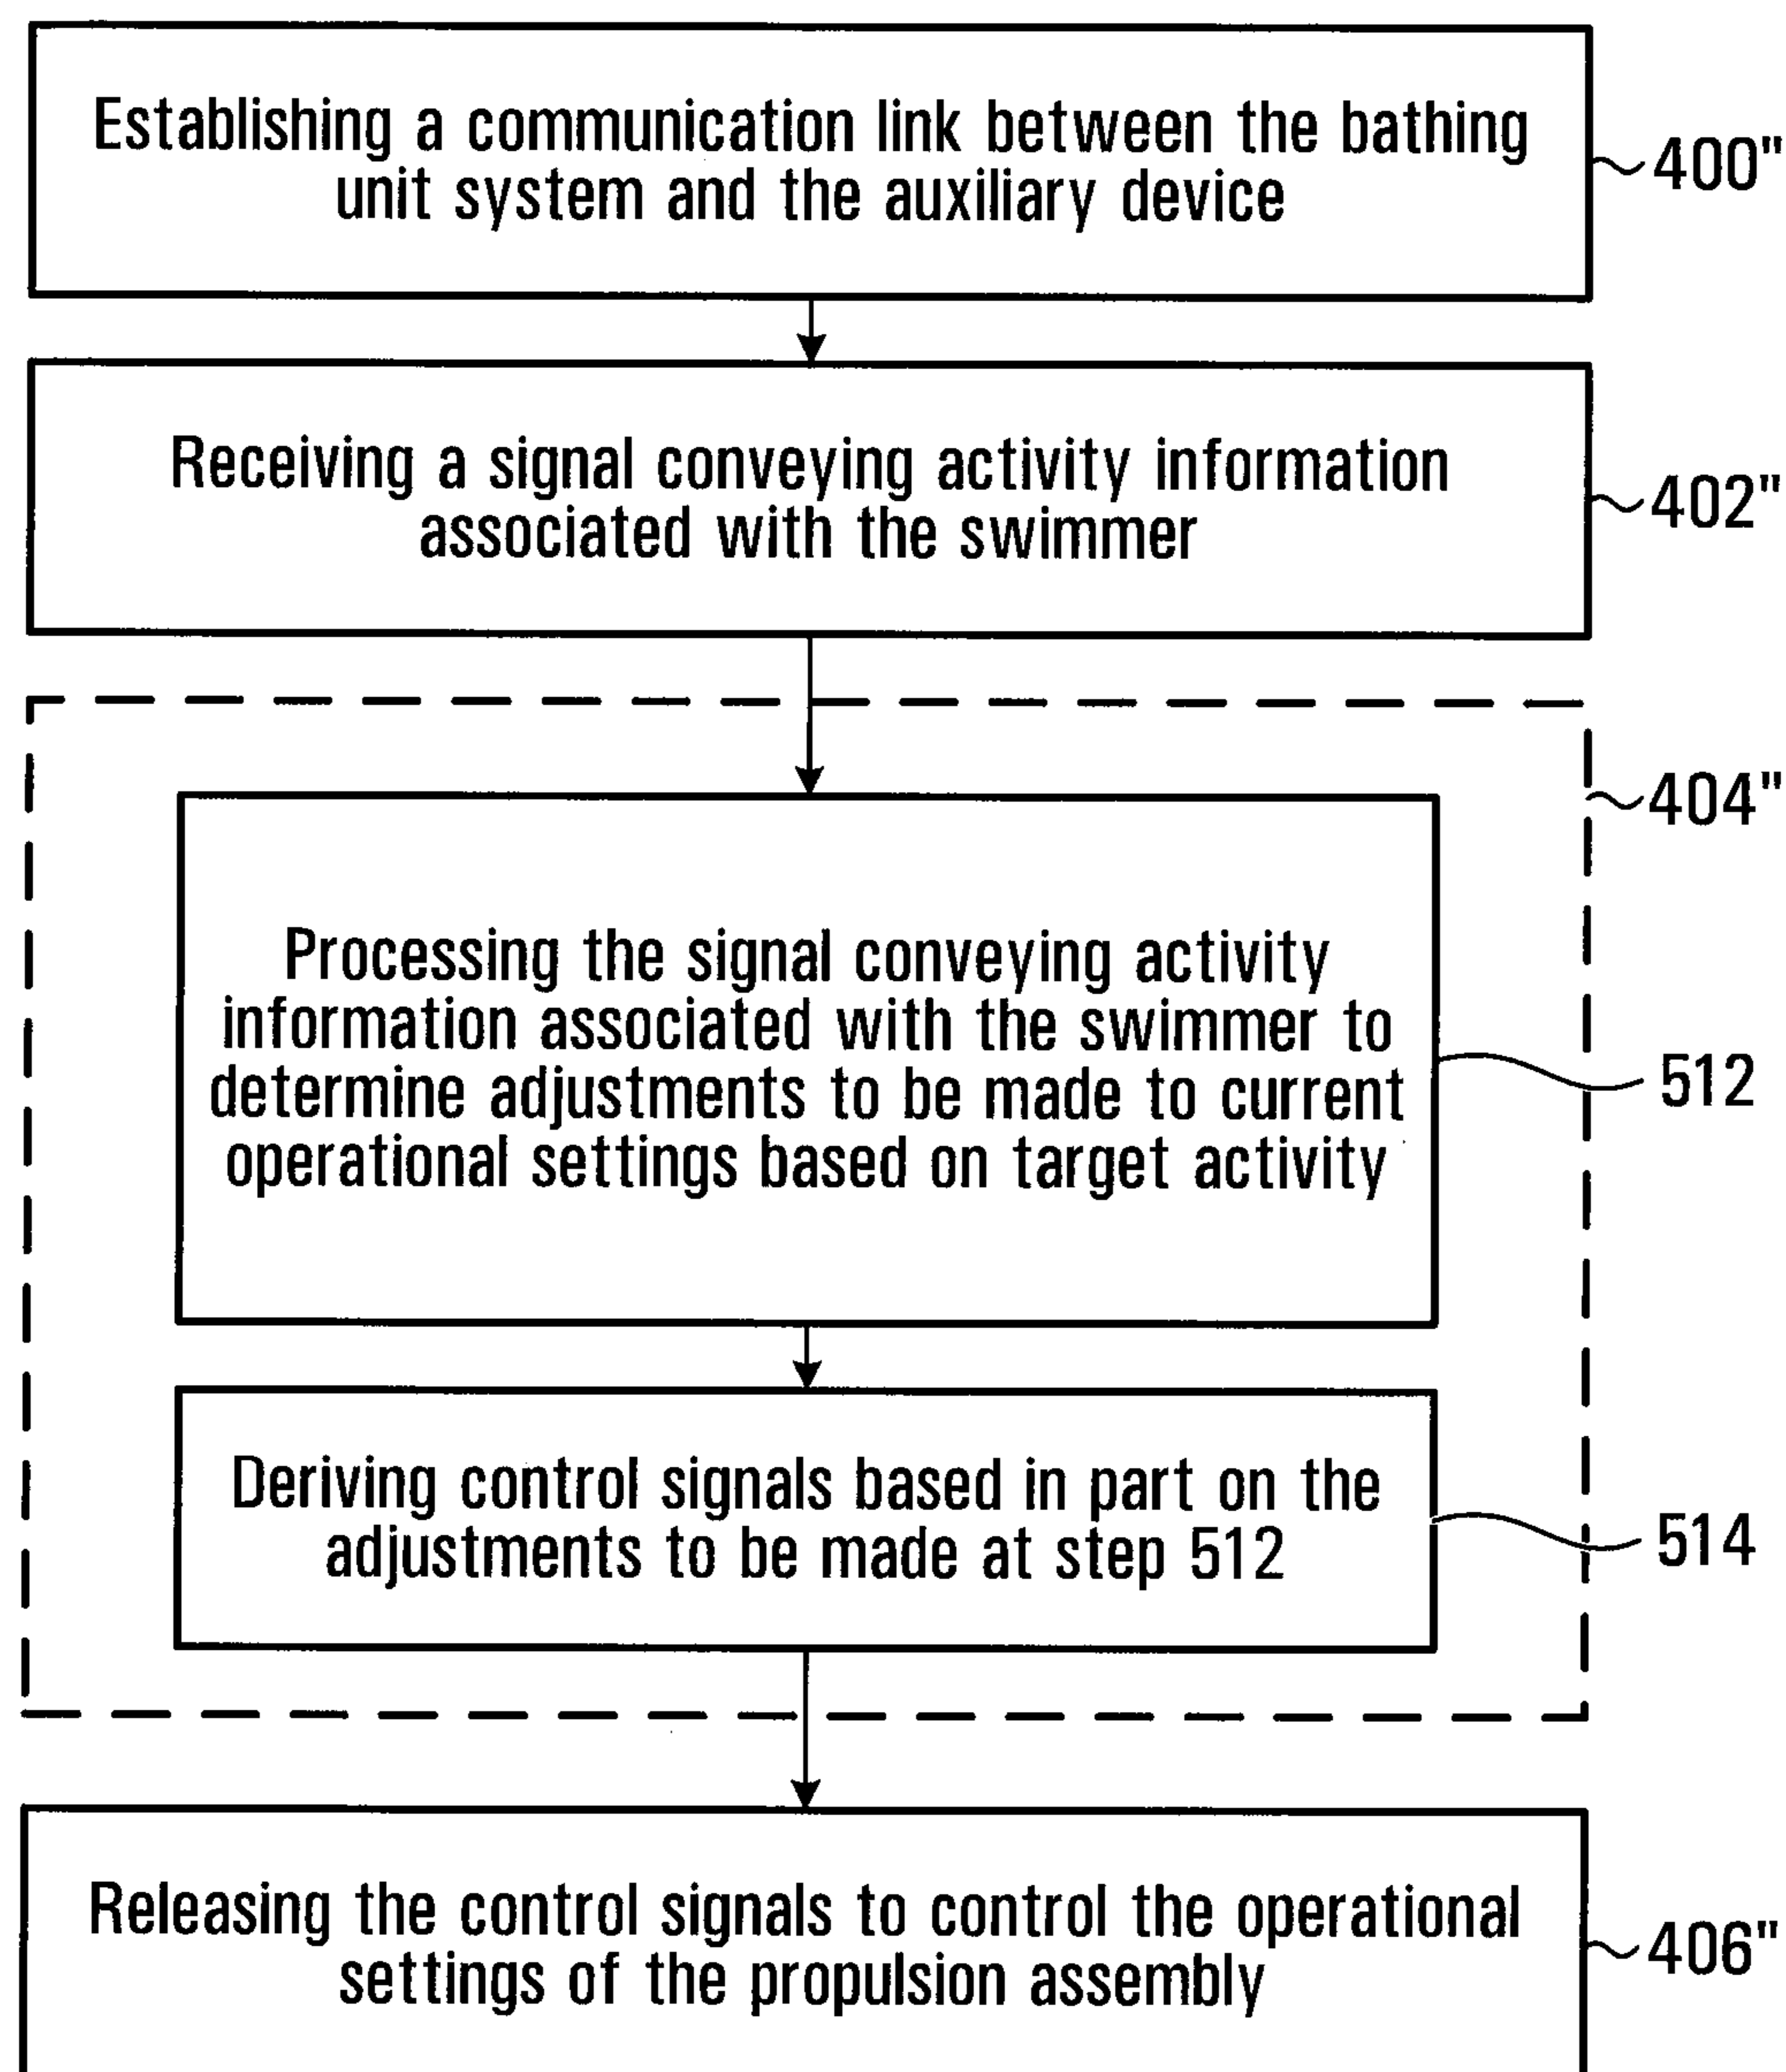 Establishing a communication link between the bathing
unit system and the auxiliary device
400"
Receiving a signal conveying activity information
associated with the swimmer
402"
404"
Processing the signal conveying activity
information associated with the swimmer to
determine adjustments to be made to current
operational settings based on target activity
512
Deriving control signals based in part on the
adjustments to be made at step 512
514
Releasing the control signals to control the operational
settings of the propulsion assembly
406"